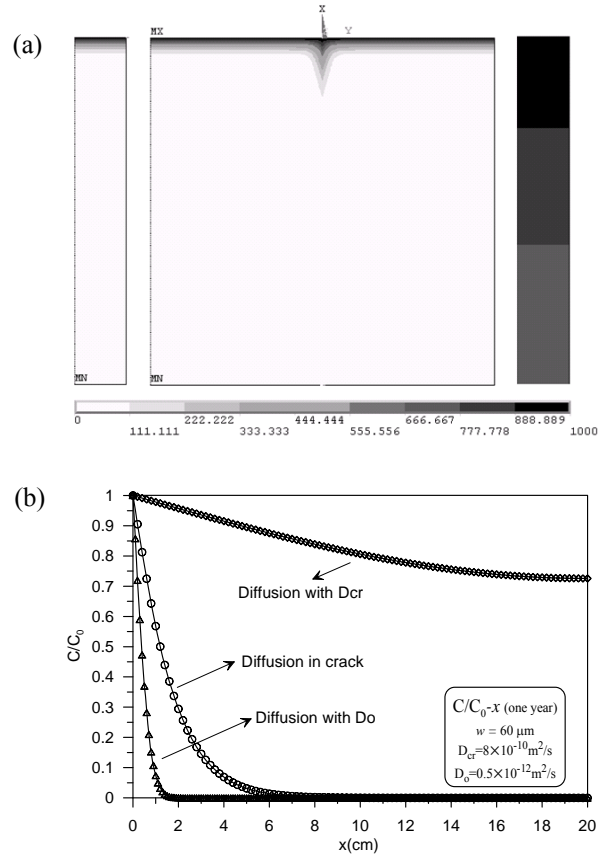 (a)
X
MX
Y
MN
MN
0
222.222
444.444
666.667
888.889
111.111
333.333
555.556
777.778
1000
(b)
1
0.9
0.8
0.7
0.6
0.5
0.4
0.3
0.2
0.1
0
C/C0
Diffusion with Dcr
Diffusion in crack
Diffusion with Do
C/C0-x (one year)
w = 60 μm
Dcr=8×10-10m2/s
Do=0.5×10-12m2/s
0 2 4 6 8 10 12 14 16 18 20
x(cm)